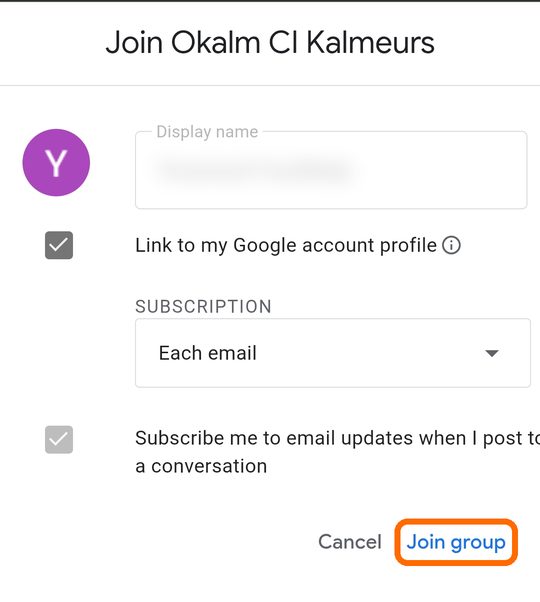 Join Okalm CI Kalmeurs
Display name
Y
Link to my Google account profile
SUBSCRIPTION
Each email
Subscribe me to email updates when I post to
a conversation
Cancel
Join group